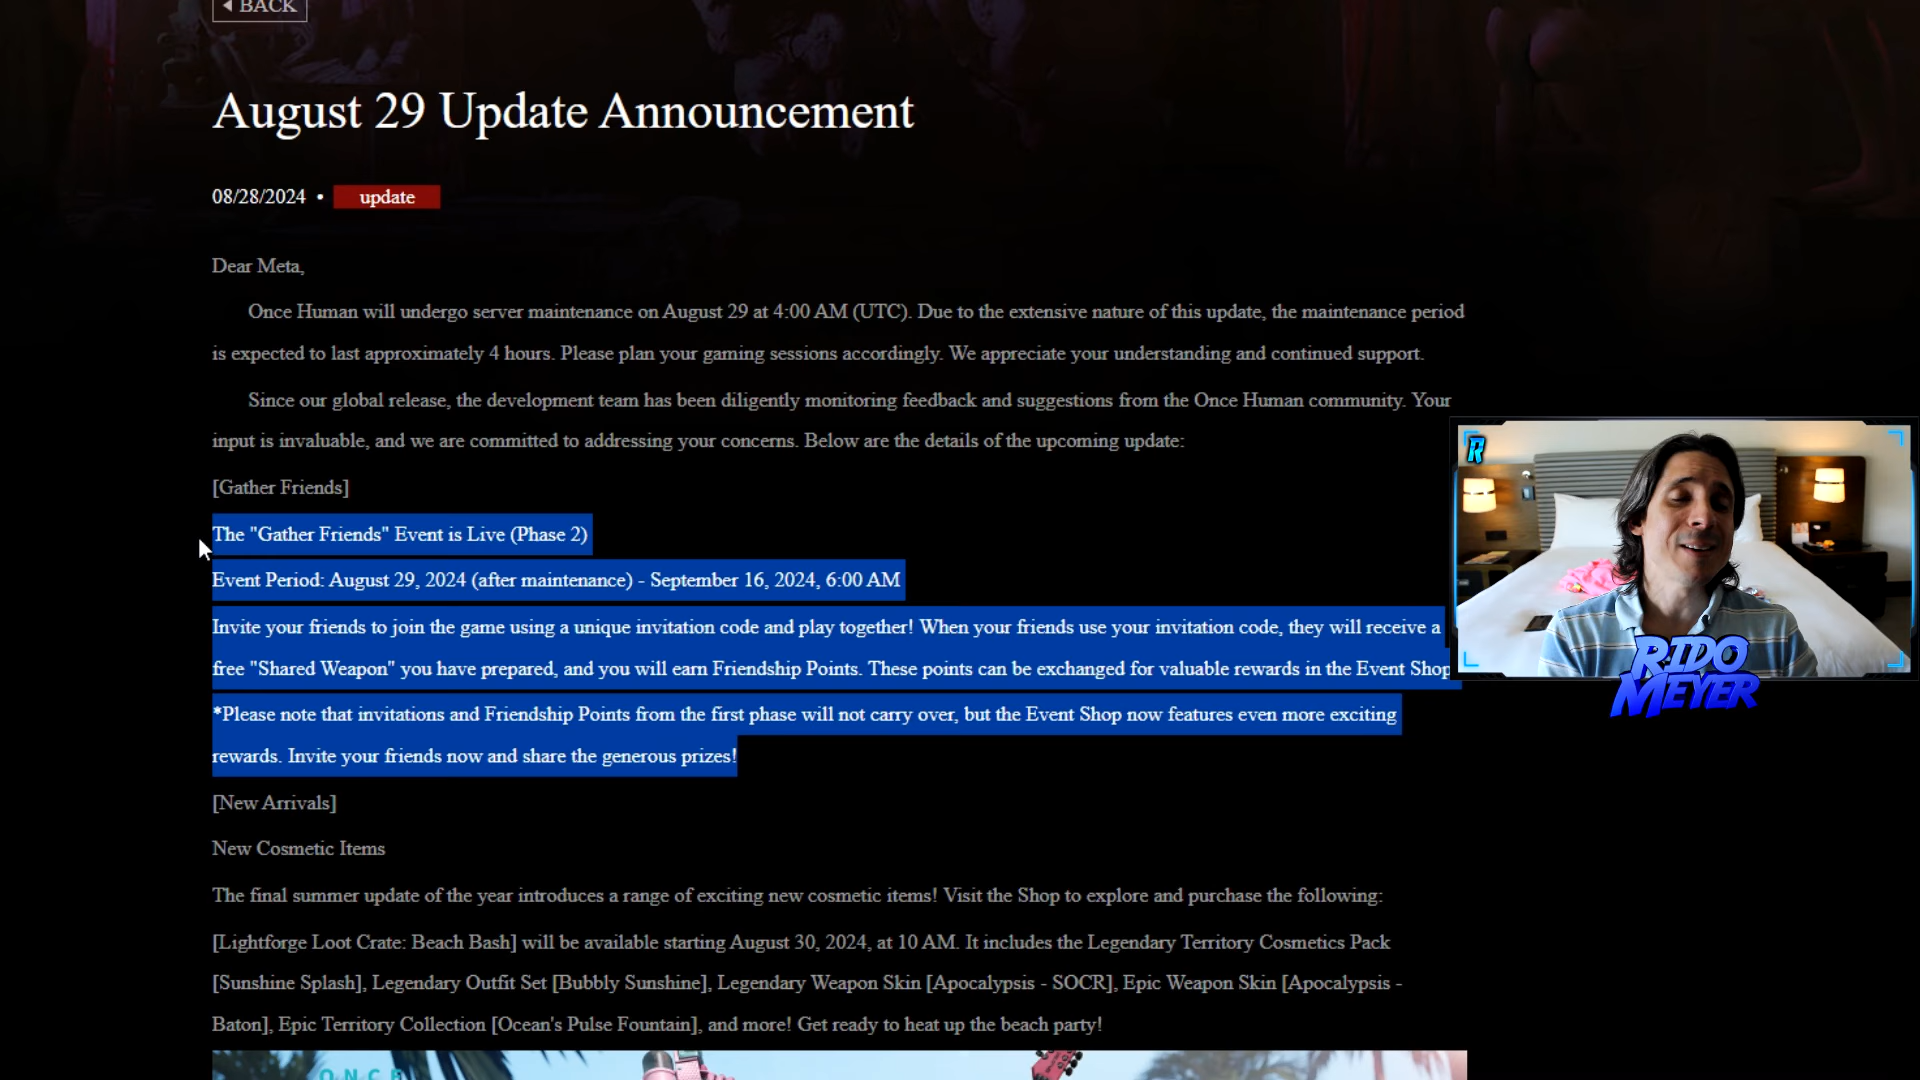 BACK
August 29 Update Announcement
08/28/2024 • update
Dear Meta,
Once Human will undergo server maintenance on August 29 at 4:00 AM (UTC). Due to the extensive nature of this update, the maintenance period
is expected to last approximately 4 hours. Please plan your gaming sessions accordingly. We appreciate your understanding and continued support.
Since our global release, the development team has been diligently monitoring feedback and suggestions from the Once Human community. Your
input is invaluable, and we are committed to addressing your concerns. Below are the details of the upcoming update:
[Gather Friends]
The "Gather Friends" Event is Live (Phase 2)
Event Period: August 29, 2024 (after maintenance) - September 16, 2024, 6:00 AM
Invite your friends to join the game using a unique invitation code and play together! When your friends use your invitation code, they will receive a
free "Shared Weapon" you have prepared, and you will earn Friendship Points. These points can be exchanged for valuable rewards in the Event Shop
*Please note that invitations and Friendship Points from the first phase will not carry over, but the Event Shop now features even more exciting
rewards. Invite your friends now and share the generous prizes!
[New Arrivals]
New Cosmetic Items
The final summer update of the year introduces a range of exciting new cosmetic items! Visit the Shop to explore and purchase the following:
[Lightforge Loot Crate: Beach Bash] will be available starting August 30, 2024, at 10 AM. It includes the Legendary Territory Cosmetics Pack
[Sunshine Splash], Legendary Outfit Set [Bubbly Sunshine], Legendary Weapon Skin [Apocalypsis - SOCR], Epic Weapon Skin [Apocalypsis -
Baton], Epic Territory Collection [Ocean's Pulse Fountain], and more! Get ready to heat up the beach party!
ONCE
R
RIDO
MEYER